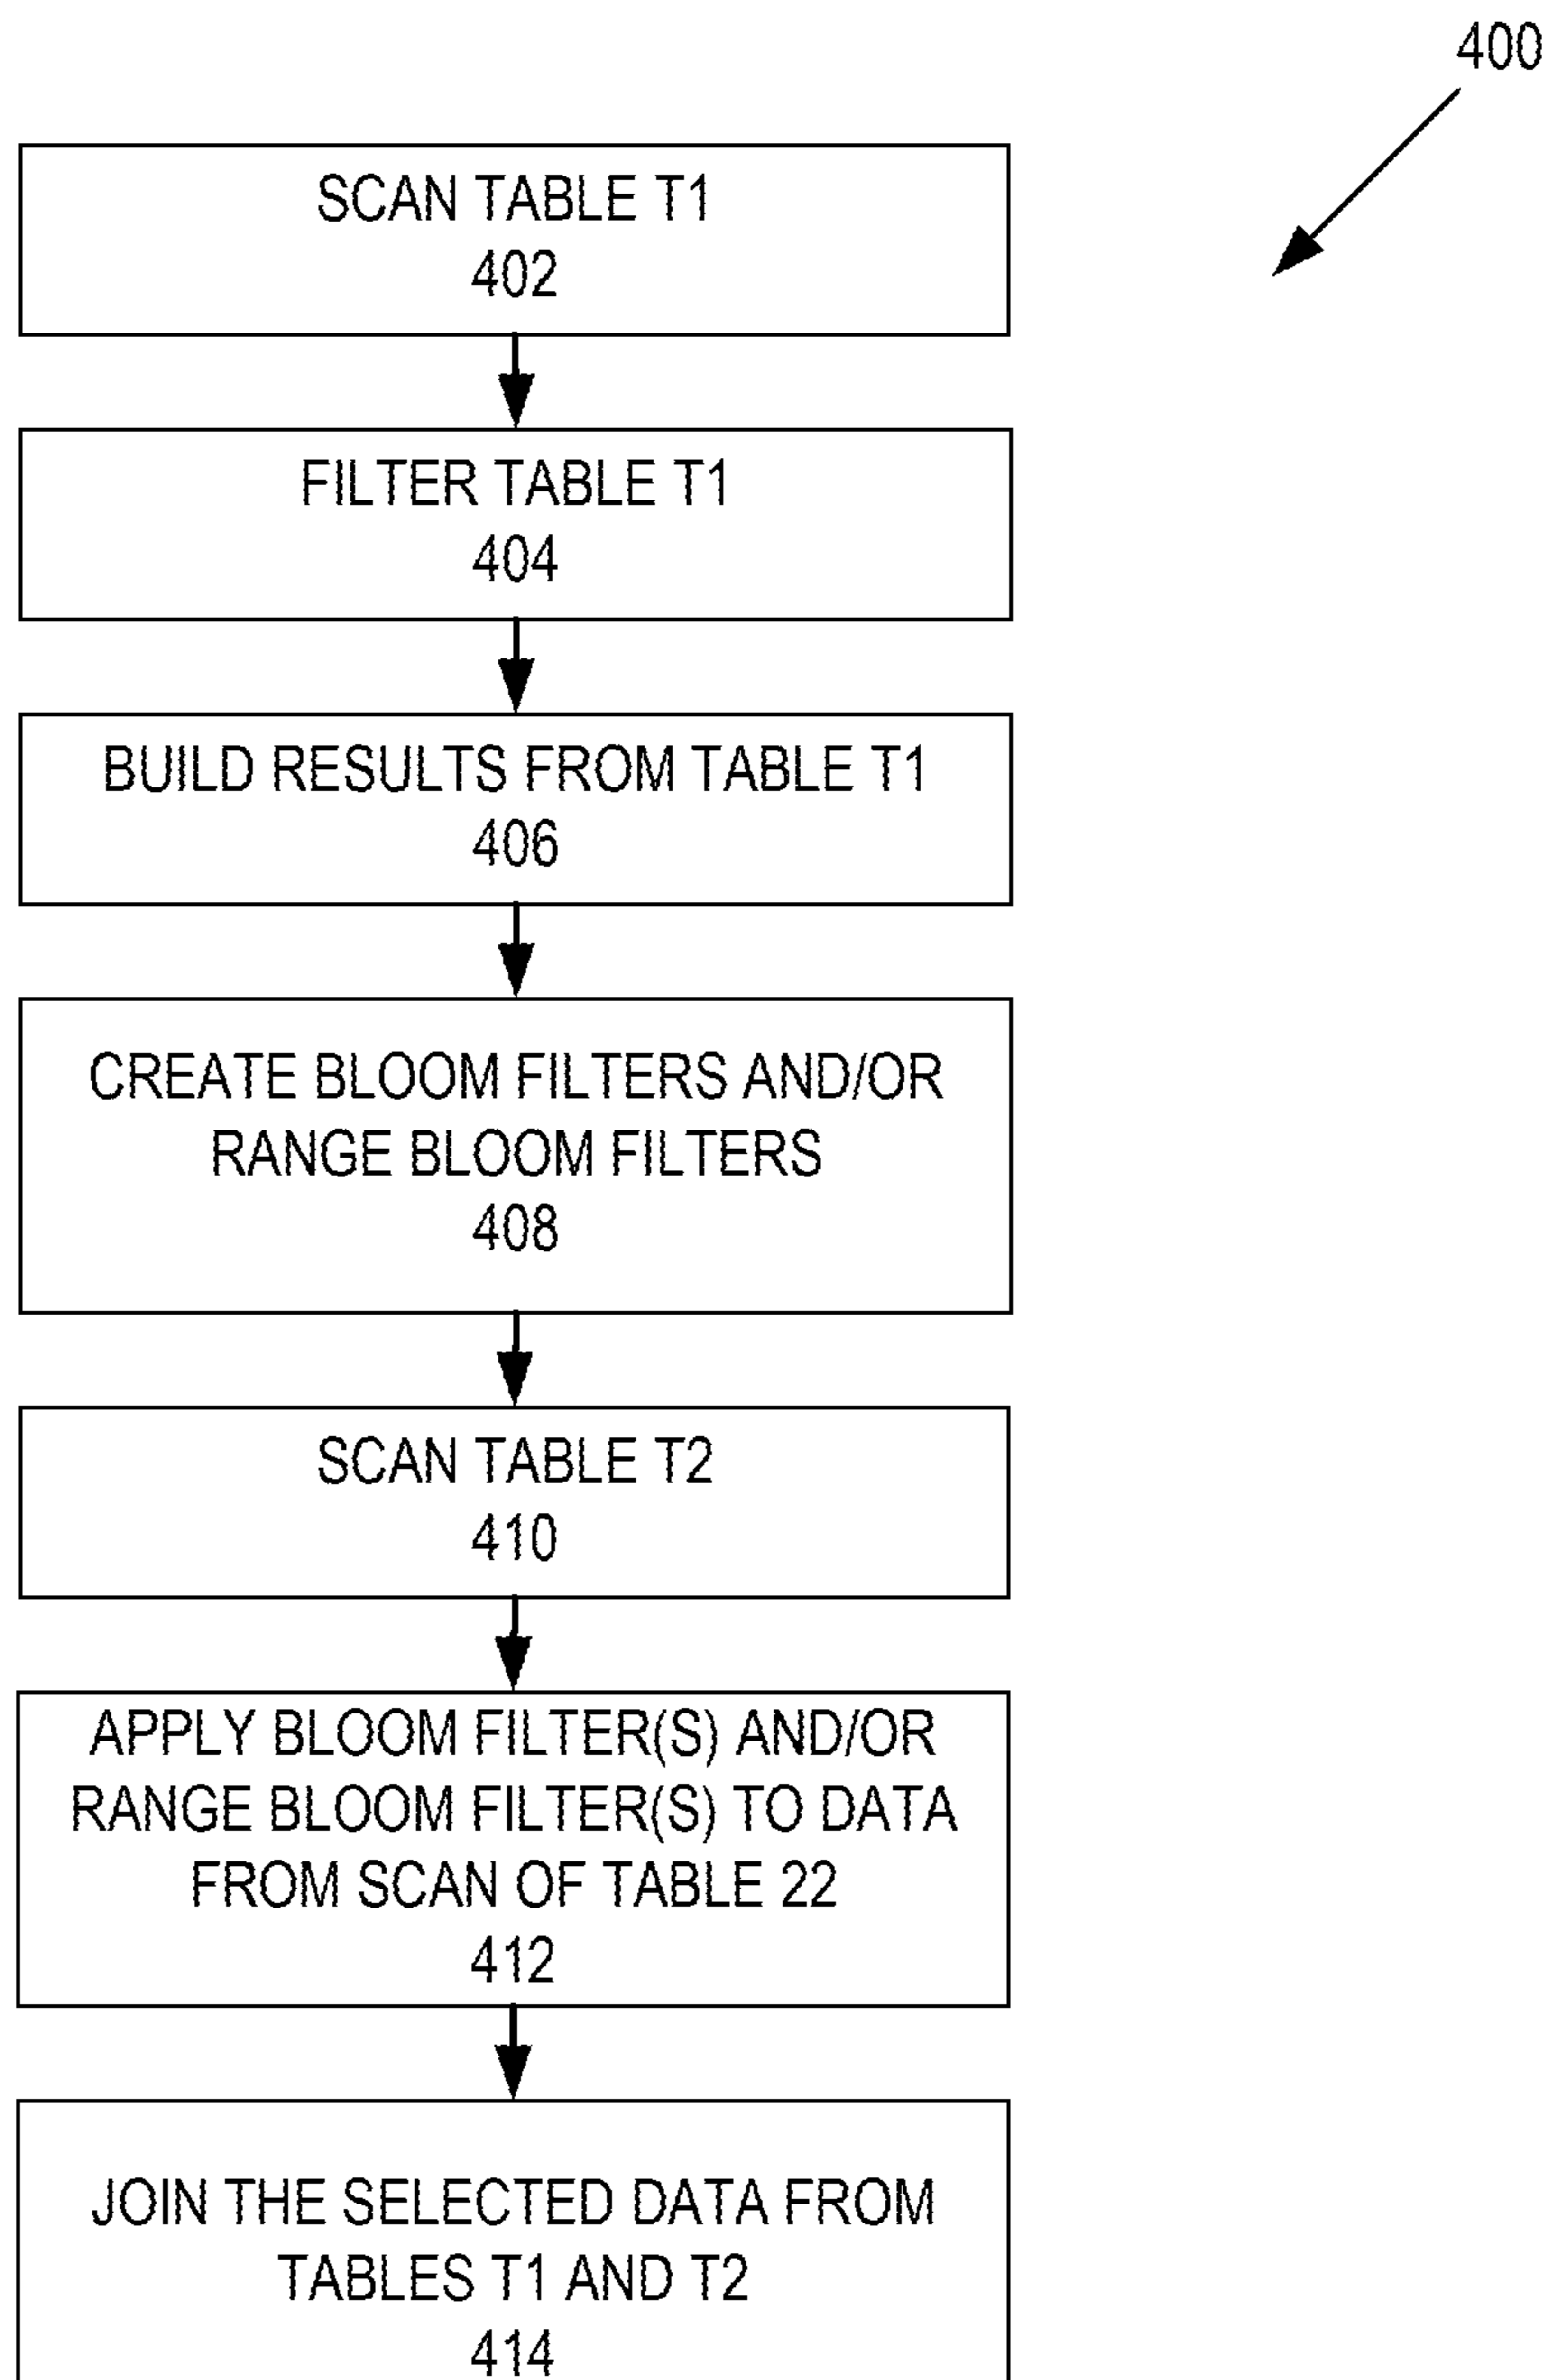 400
SCAN TABLE T1
402
FILTER TABLE T1
404
BUILD RESULTS FROM TABLE T1
406
CREATE BLOOM FILTERS AND/OR
RANGE BLOOM FILTERS
408
SCAN TABLE T2
410
APPLY BLOOM FILTER(S) AND/OR
RANGE BLOOM FILTER(S) TO DATA
FROM SCAN OF TABLE 22
412
JOIN THE SELECTED DATA FROM
TABLES T1 AND T2
414